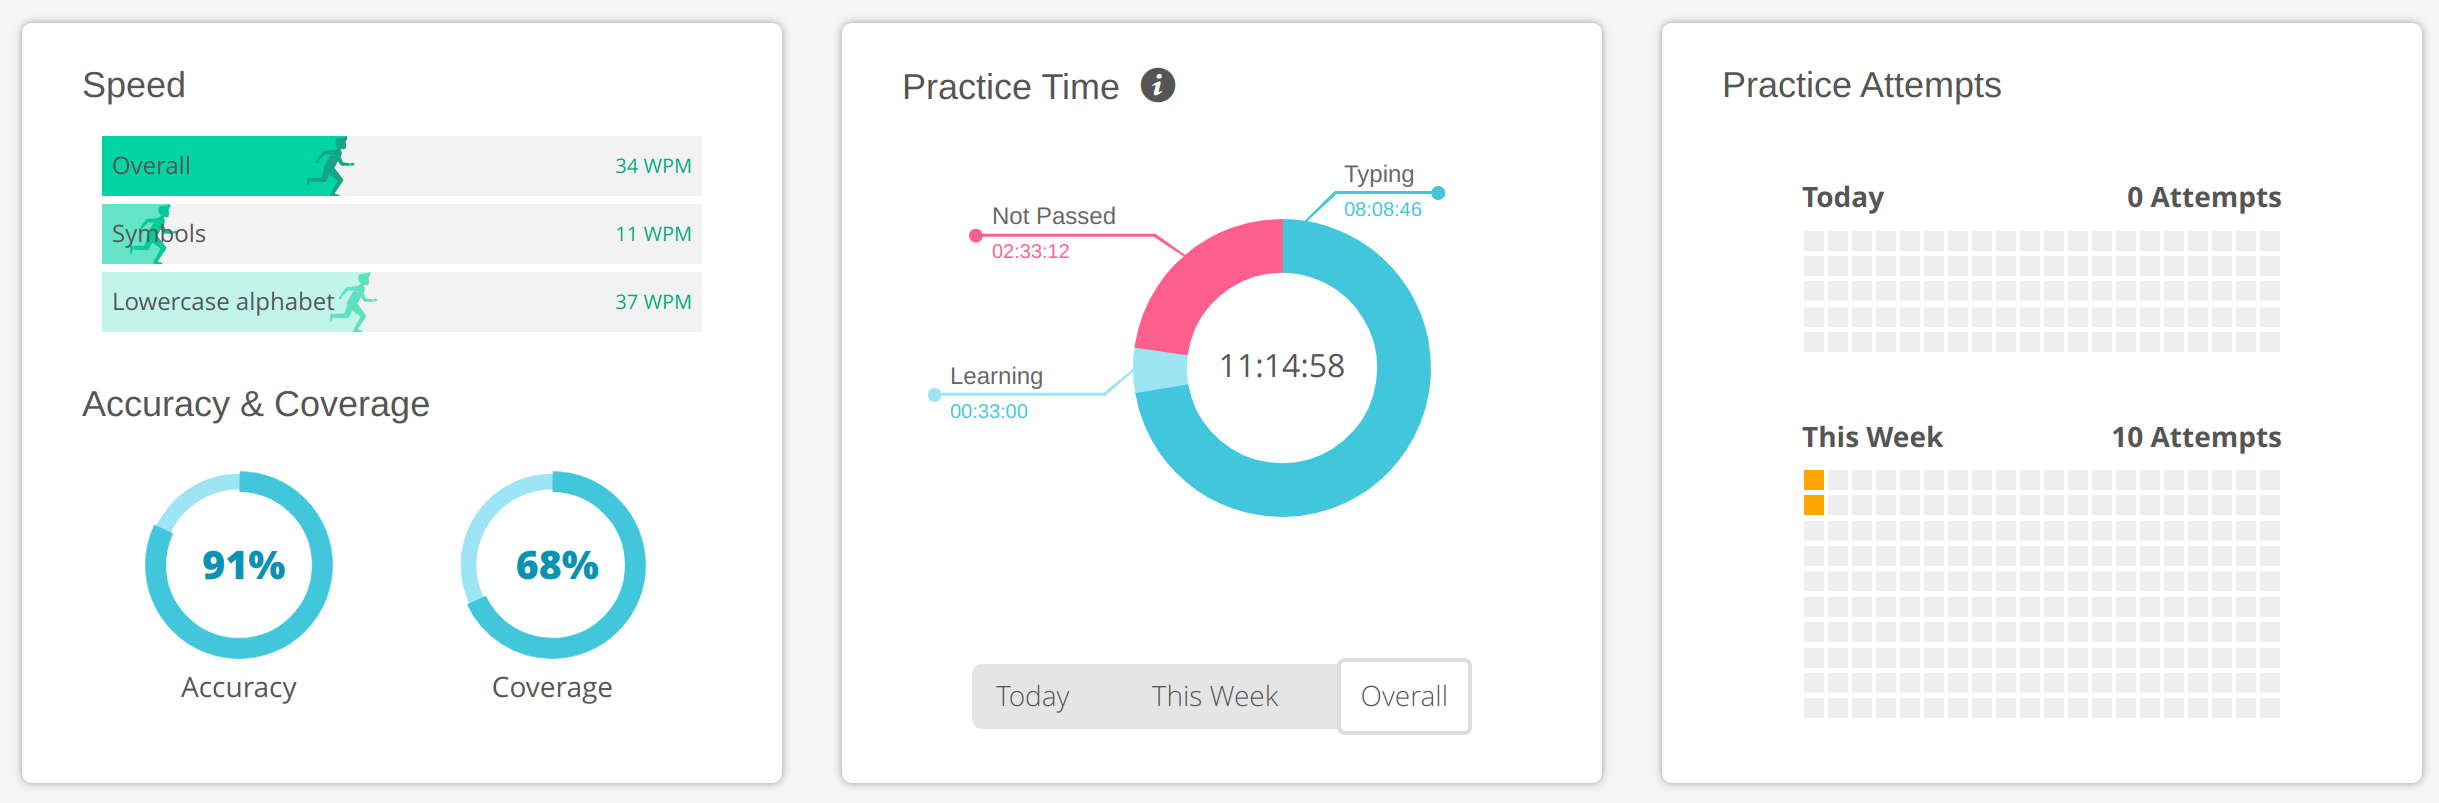 Speed
Overall
34 WPM
Symbols
11 WPM
Lowercase alphabet
37 WPM
Accuracy & Coverage
91%
Accuracy
68%
Coverage
Practice Time i
Typing
08:08:46
Not Passed
02:33:12
11:14:58
Learning
00:33:00
Today
This Week
Overall
Practice Attempts
Today
0 Attempts
This Week
10 Attempts